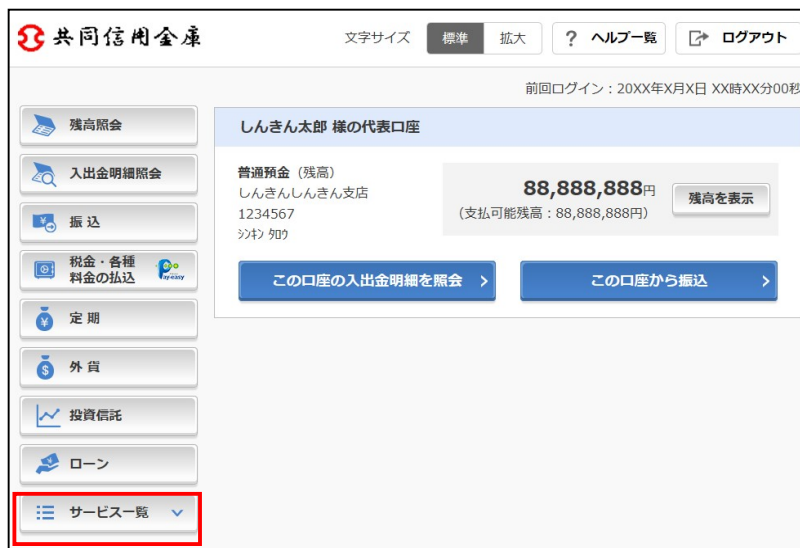 共同信用金庫
文字サイズ 標準 拡大 ? ヘルプ一覧 ログアウト
前回ログイン：20XX年X月X日 XX時XX分00秒
残高照会
入出金明細照会
振込
税金・各種
料金の払込
Pay-easy
定期
外貨
投資信託
ローン
サービス一覧
しんきん太郎 様の代表口座
普通預金（残高）
しんきんしんきん支店
1234567
ｼﾝｷﾝ ﾀﾛｳ
88,888,888円
（支払可能残高：88,888,888円）
残高を表示
この口座の入出金明細を照会
この口座から振込